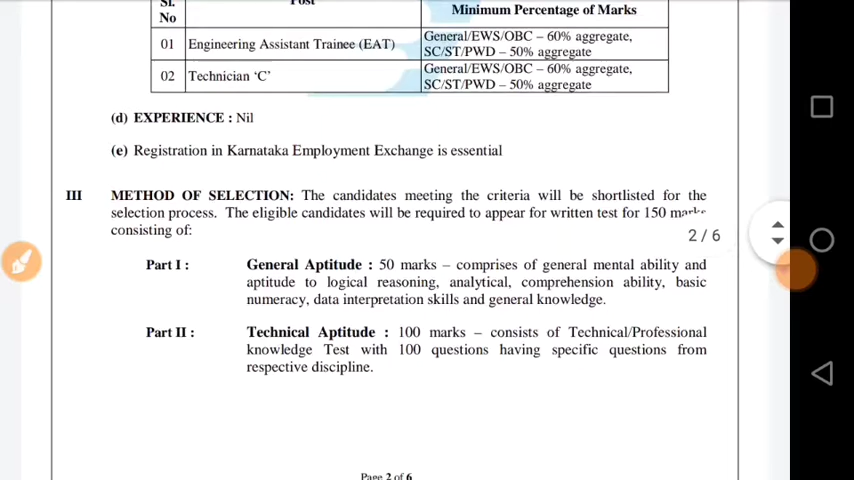 Sl. Post
No Minimum Percentage of Marks
01 Engineering Assistant Trainee (EAT) General/EWS/OBC – 60% aggregate,
SC/ST/PWD – 50% aggregate
02 Technician ‘C’ General/EWS/OBC – 60% aggregate,
SC/ST/PWD – 50% aggregate
(d) EXPERIENCE : Nil
(e) Registration in Karnataka Employment Exchange is essential
III METHOD OF SELECTION: The candidates meeting the criteria will be shortlisted for the
selection process. The eligible candidates will be required to appear for written test for 150 marks
consisting of:
2 / 6
Part I : General Aptitude : 50 marks – comprises of general mental ability and
aptitude to logical reasoning, analytical, comprehension ability, basic
numeracy, data interpretation skills and general knowledge.
Part II : Technical Aptitude : 100 marks – consists of Technical/Professional
knowledge Test with 100 questions having specific questions from
respective discipline.
Page 2 of 6